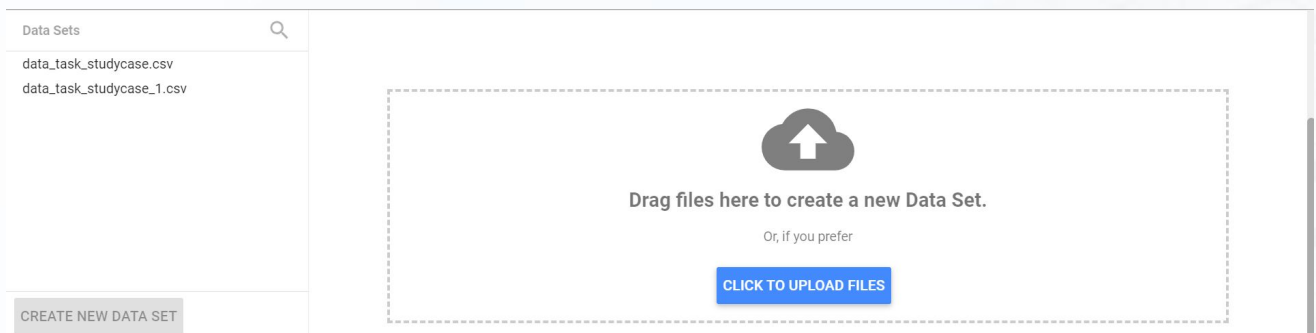 Data Sets
data_task_studycase.csv
data_task_studycase_1.csv
CREATE NEW DATA SET
Drag files here to create a new Data Set.
Or, if you prefer
CLICK TO UPLOAD FILES